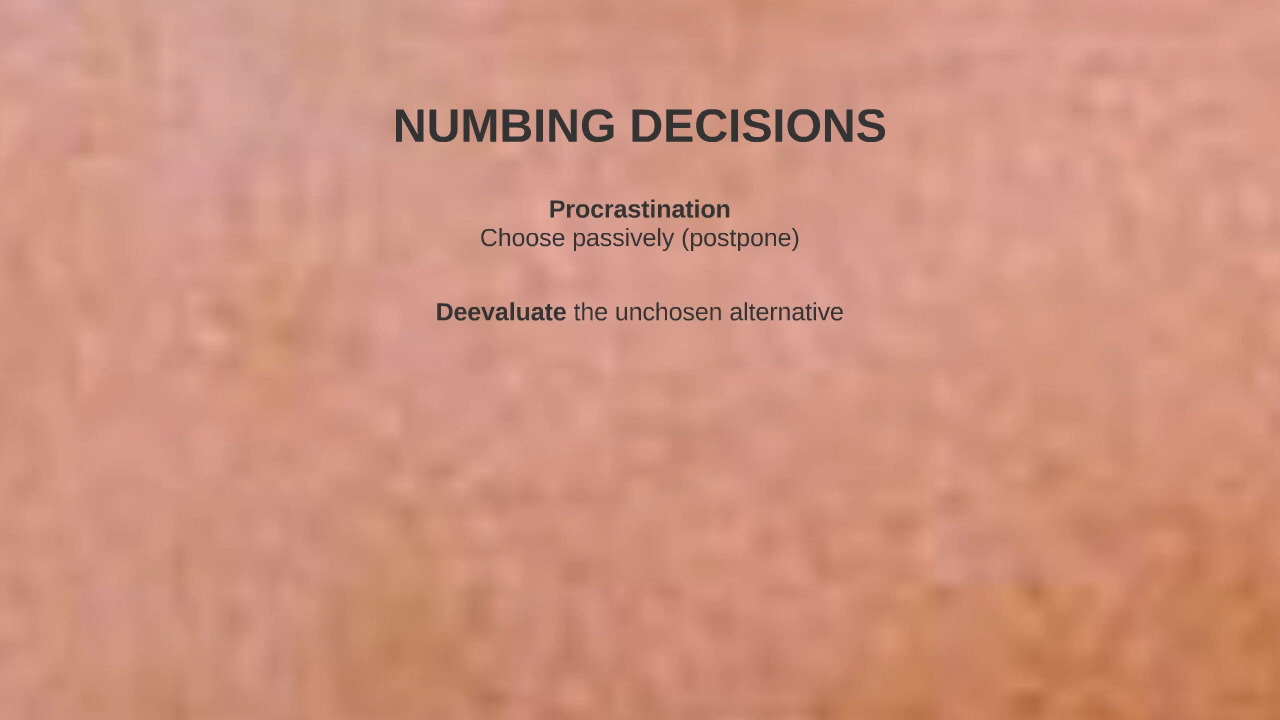 NUMBING DECISIONS
Procrastination
Choose passively (postpone)
Deevaluate the unchosen alternative